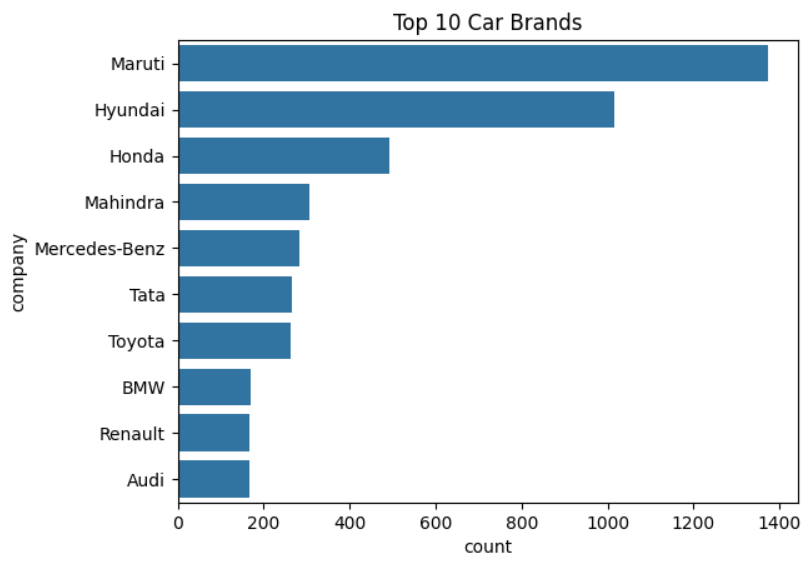 Top 10 Car Brands
company
Maruti
Hyundai
Honda
Mahindra
Mercedes-Benz
Tata
Toyota
BMW
Renault
Audi
0 200 400 600 800 1000 1200 1400
count